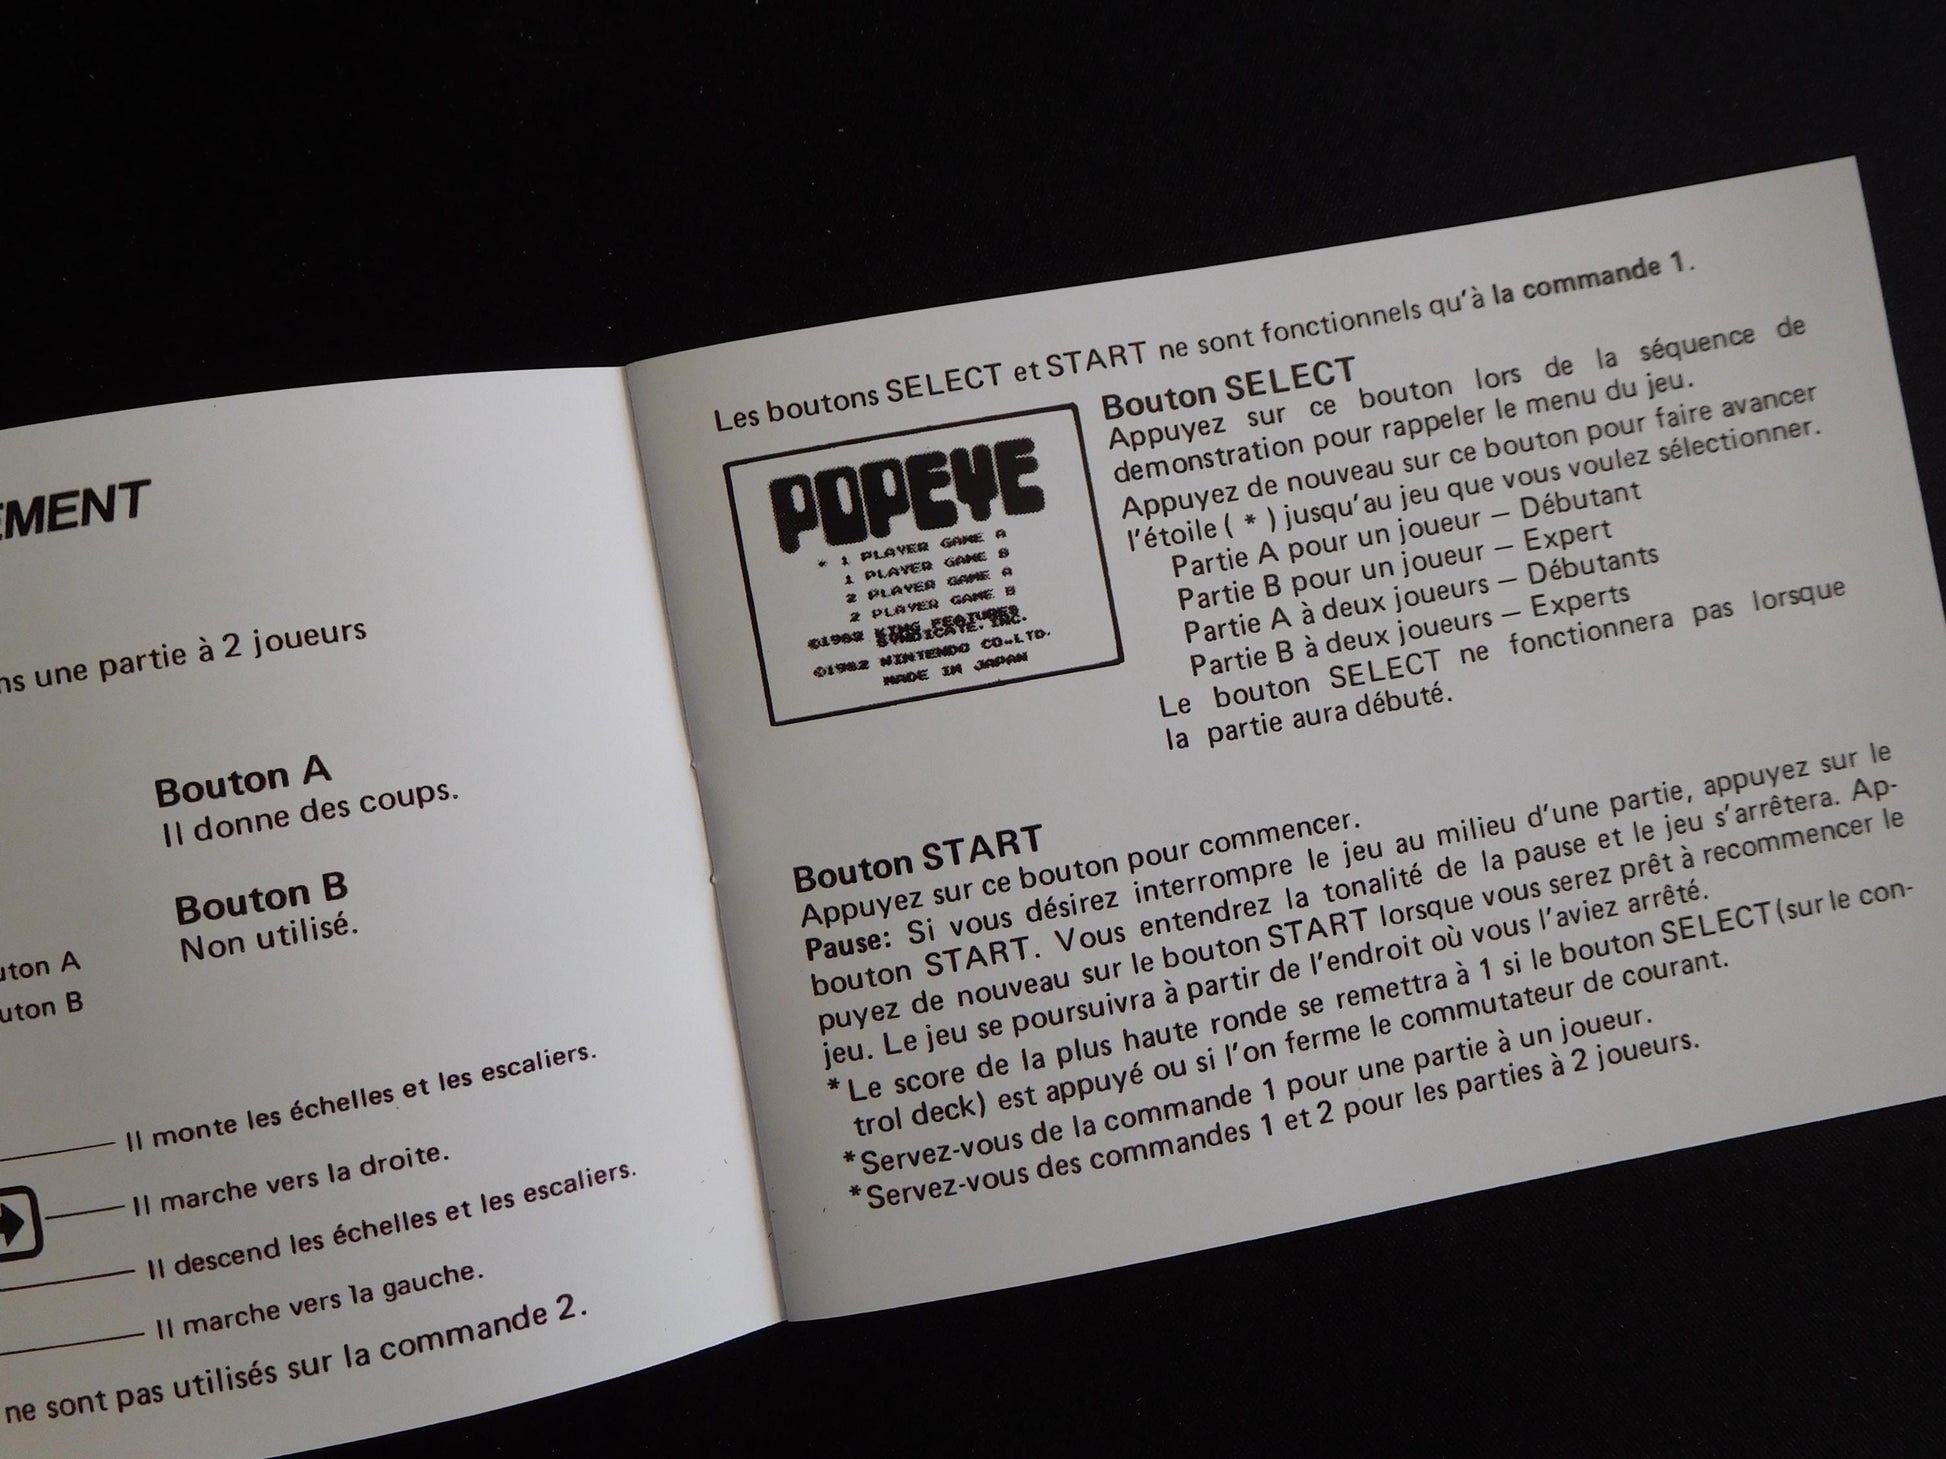 EMENT
ns une partie à 2 joueurs
Bouton A
Il donne des coups.
Bouton B
Non utilisé.
uton A
uton B
Il monte les échelles et les escaliers.
Il marche vers la droite.
Il descend les échelles et les escaliers.
Il marche vers la gauche.
ne sont pas utilisés sur la commande 2.
Les boutons SELECT et START ne sont fonctionnels qu'à la commande 1.
POPEYE
* 1 PLAYER GAME A
1 PLAYER GAME B
2 PLAYER GAME A
2 PLAYER GAME B
©1982 KING FEATURES
SYNDICATE, INC.
©1982 NINTENDO CO.,LTD.
MADE IN JAPAN
Bouton SELECT
Appuyez sur ce bouton lors de la séquence de
demonstration pour rappeler le menu du jeu.
Appuyez de nouveau sur ce bouton pour faire avancer
l'étoile ( * ) jusqu'au jeu que vous voulez sélectionner.
Partie A pour un joueur — Débutant
Partie B pour un joueur — Expert
Partie A à deux joueurs — Débutants
Partie B à deux joueurs — Experts
Le bouton SELECT ne fonctionnera pas lorsque
la partie aura débuté.
Bouton START
Appuyez sur ce bouton pour commencer.
Pause: Si vous désirez interrompre le jeu au milieu d'une partie, appuyez sur le
bouton START. Vous entendrez la tonalité de la pause et le jeu s'arrêtera. Ap-
puyez de nouveau sur le bouton START lorsque vous serez prêt à recommencer le
jeu. Le jeu se poursuivra à partir de l'endroit où vous l'aviez arrêté.
*Le score de la plus haute ronde se remettra à 1 si le bouton SELECT (sur le con-
trol deck) est appuyé ou si l'on ferme le commutateur de courant.
*Servez-vous de la commande 1 pour une partie à un joueur.
*Servez-vous des commandes 1 et 2 pour les parties à 2 joueurs.